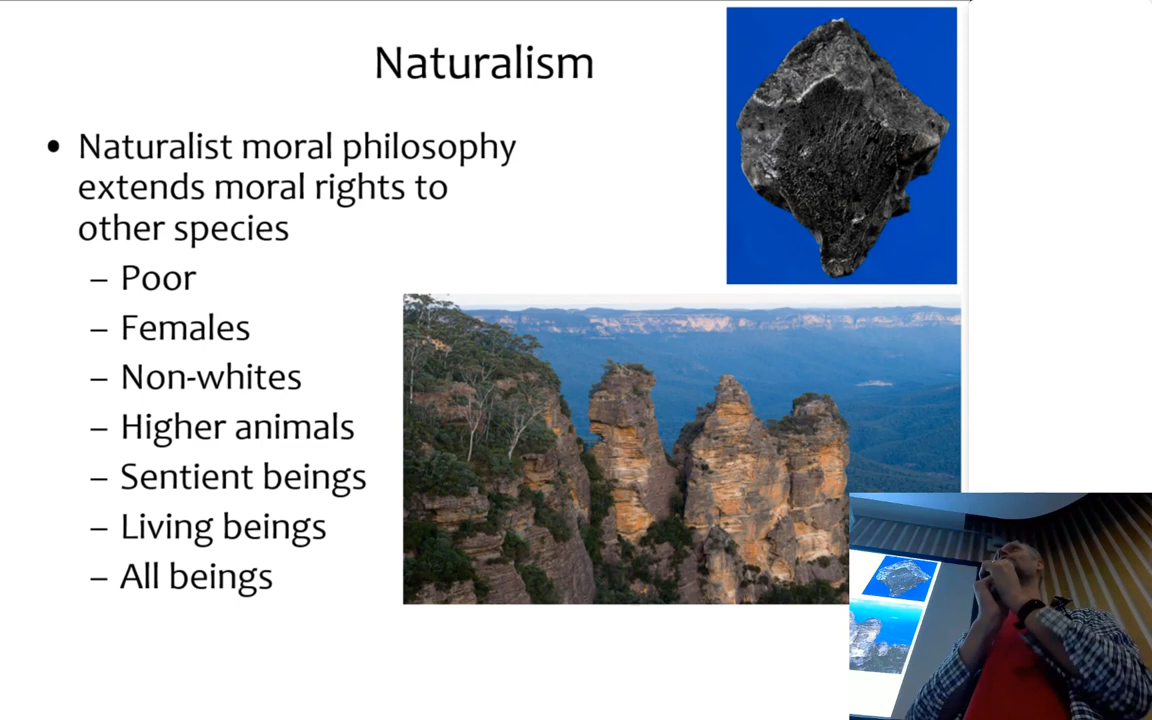 Naturalism
• Naturalist moral philosophy
extends moral rights to
other species
– Poor
– Females
– Non-whites
– Higher animals
– Sentient beings
– Living beings
– All beings